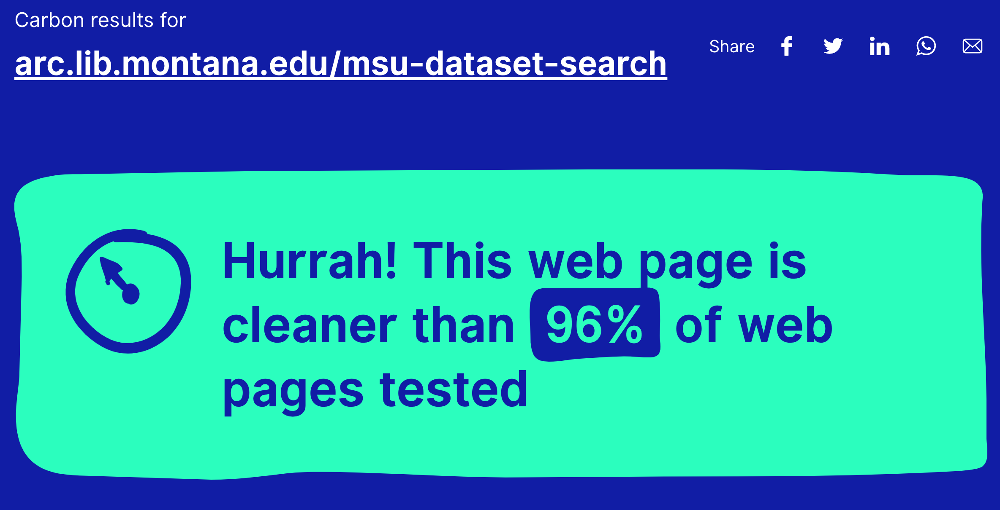 Carbon results for
arc.lib.montana.edu/msu-dataset-search
Share
Hurrah! This web page is
cleaner than 96% of web
pages tested